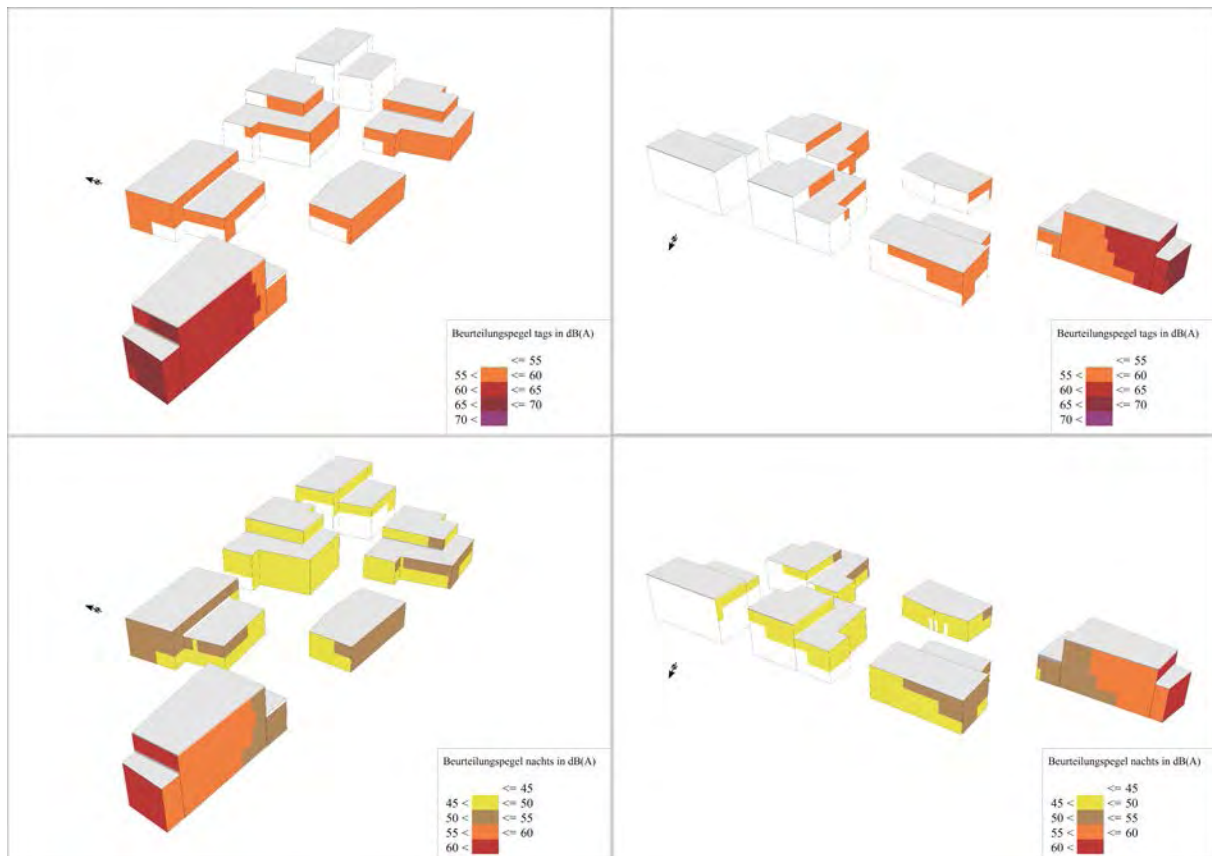 Beurteilungspegel tags in dB(A)
<= 55
55 < <= 60
60 < <= 65
65 < <= 70
70 <
Beurteilungspegel tags in dB(A)
<= 55
55 < <= 60
60 < <= 65
65 < <= 70
70 <
Beurteilungspegel nachts in dB(A)
<= 45
45 < <= 50
50 < <= 55
55 < <= 60
60 <
Beurteilungspegel nachts in dB(A)
<= 45
45 < <= 50
50 < <= 55
55 < <= 60
60 <